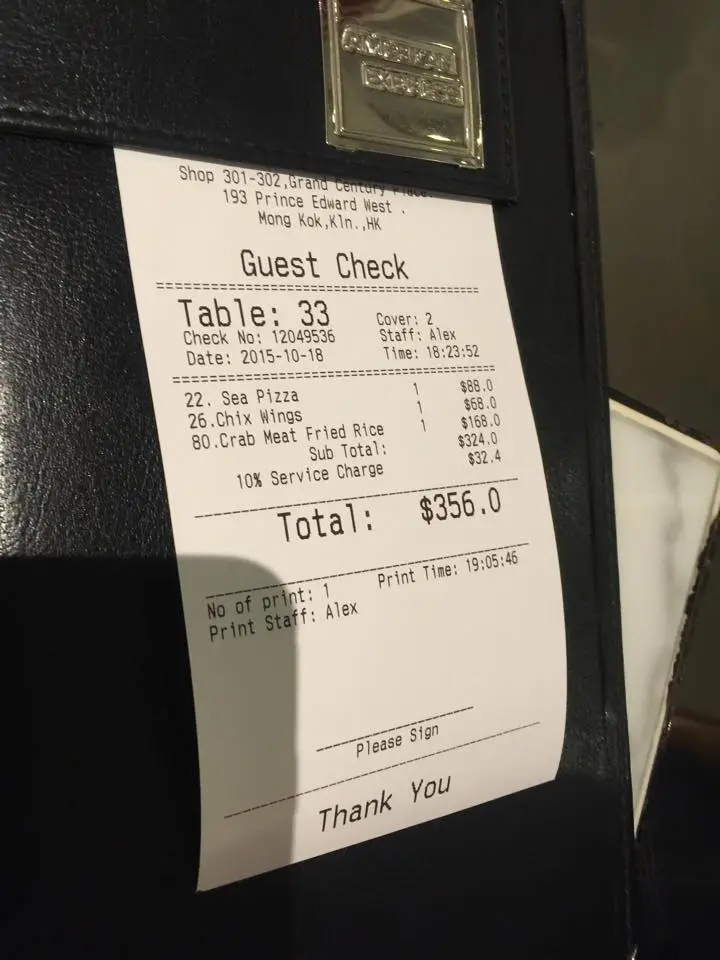 AMERICAN
EXPRESS
Shop 301-302,Grand Century Place.
193 Prince Edward West .
Mong Kok,Kln.,HK
Guest Check
Table: 33
Cover: 2
Check No: 12049536 Staff: Alex
Date: 2015-10-18 Time: 18:23:52
22. Sea Pizza 1 $88.0
26.Chix Wings 1 $68.0
80.Crab Meat Fried Rice 1 $168.0
Sub Total: $324.0
10% Service Charge $32.4
Total: $356.0
No of print: 1 Print Time: 19:05:46
Print Staff: Alex
Please Sign
Thank You